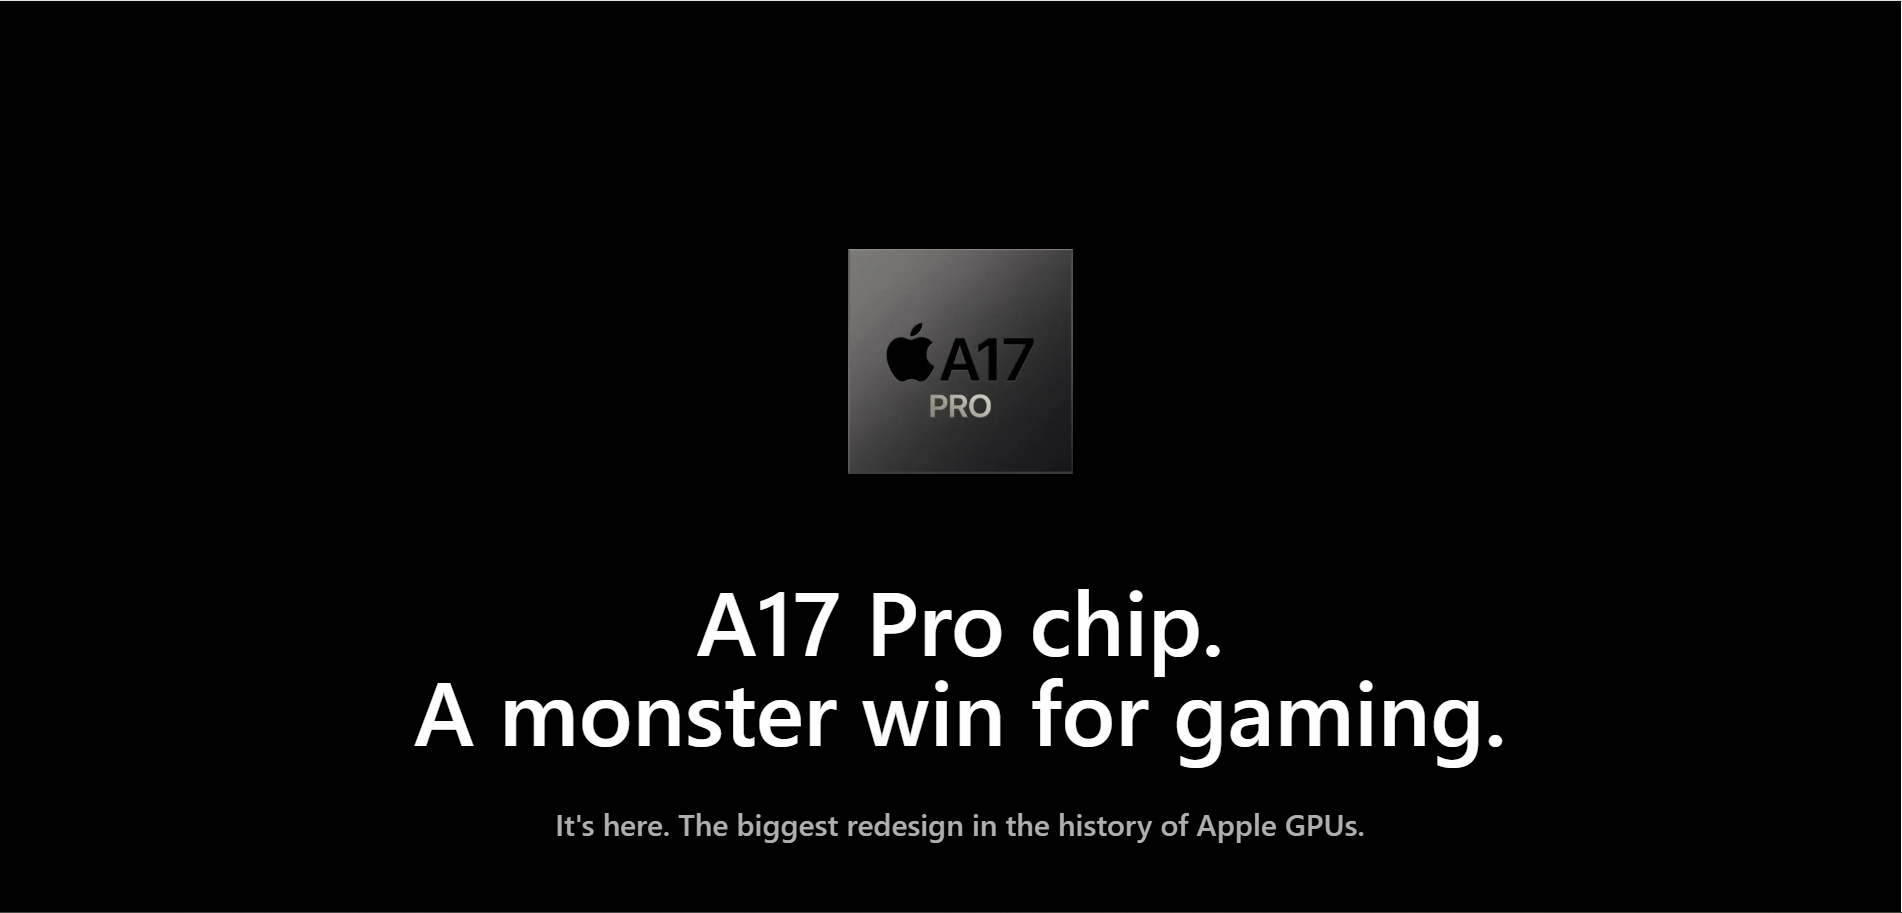 A17
PRO
A17 Pro chip.
A monster win for gaming.
It's here. The biggest redesign in the history of Apple GPUs.